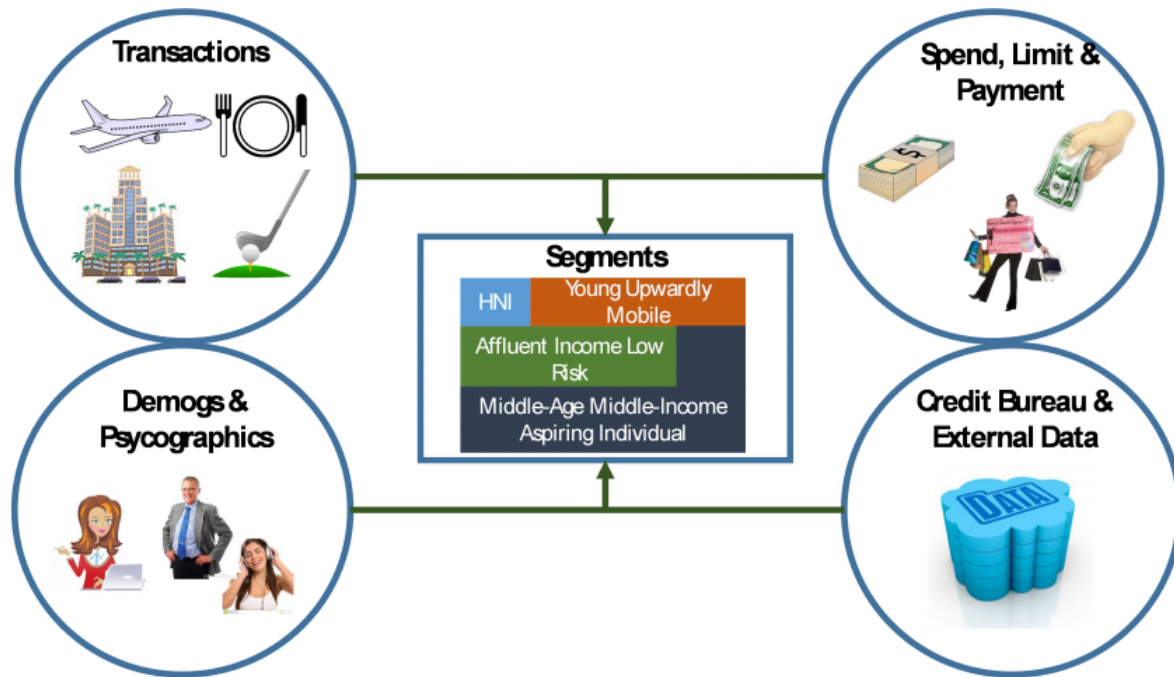 Transactions
Spend, Limit &
Payment
$
Segments
HNI
Young Upwardly
Mobile
Affluent Income Low
Risk
Middle-Age Middle-Income
Aspiring Individual
Demogs &
Psycographics
Credit Bureau &
External Data
DATA